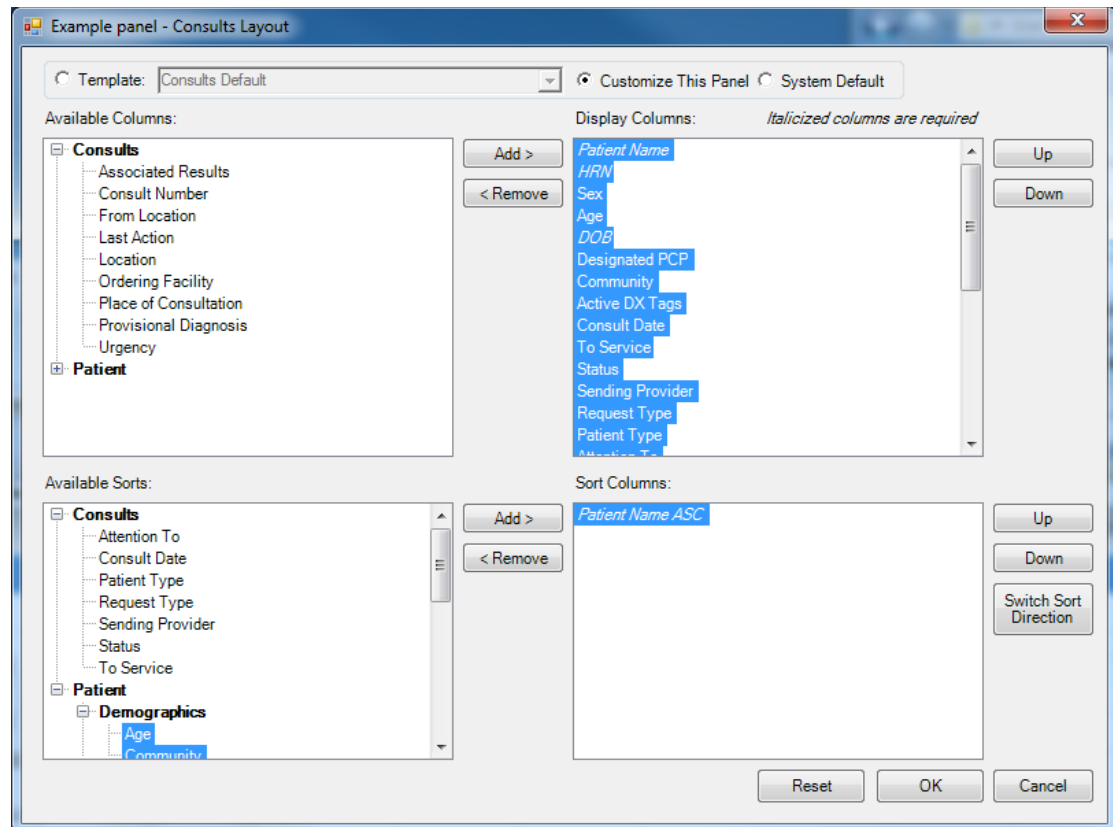 Example panel - Consults Layout
Template: Consults Default Customize This Panel System Default
Available Columns:
Consults
Associated Results
Consult Number
From Location
Last Action
Location
Ordering Facility
Place of Consultation
Provisional Diagnosis
Urgency
Patient
Add >
< Remove
Display Columns: Italicized columns are required
Patient Name
HRN
Sex
Age
DOB
Designated PCP
Community
Active DX Tags
Consult Date
To Service
Status
Sending Provider
Request Type
Patient Type
Attention To
Up
Down
Available Sorts:
Consults
Attention To
Consult Date
Patient Type
Request Type
Sending Provider
Status
To Service
Patient
Demographics
Age
Community
Add >
< Remove
Sort Columns:
Patient Name ASC
Up
Down
Switch Sort
Direction
Reset OK Cancel